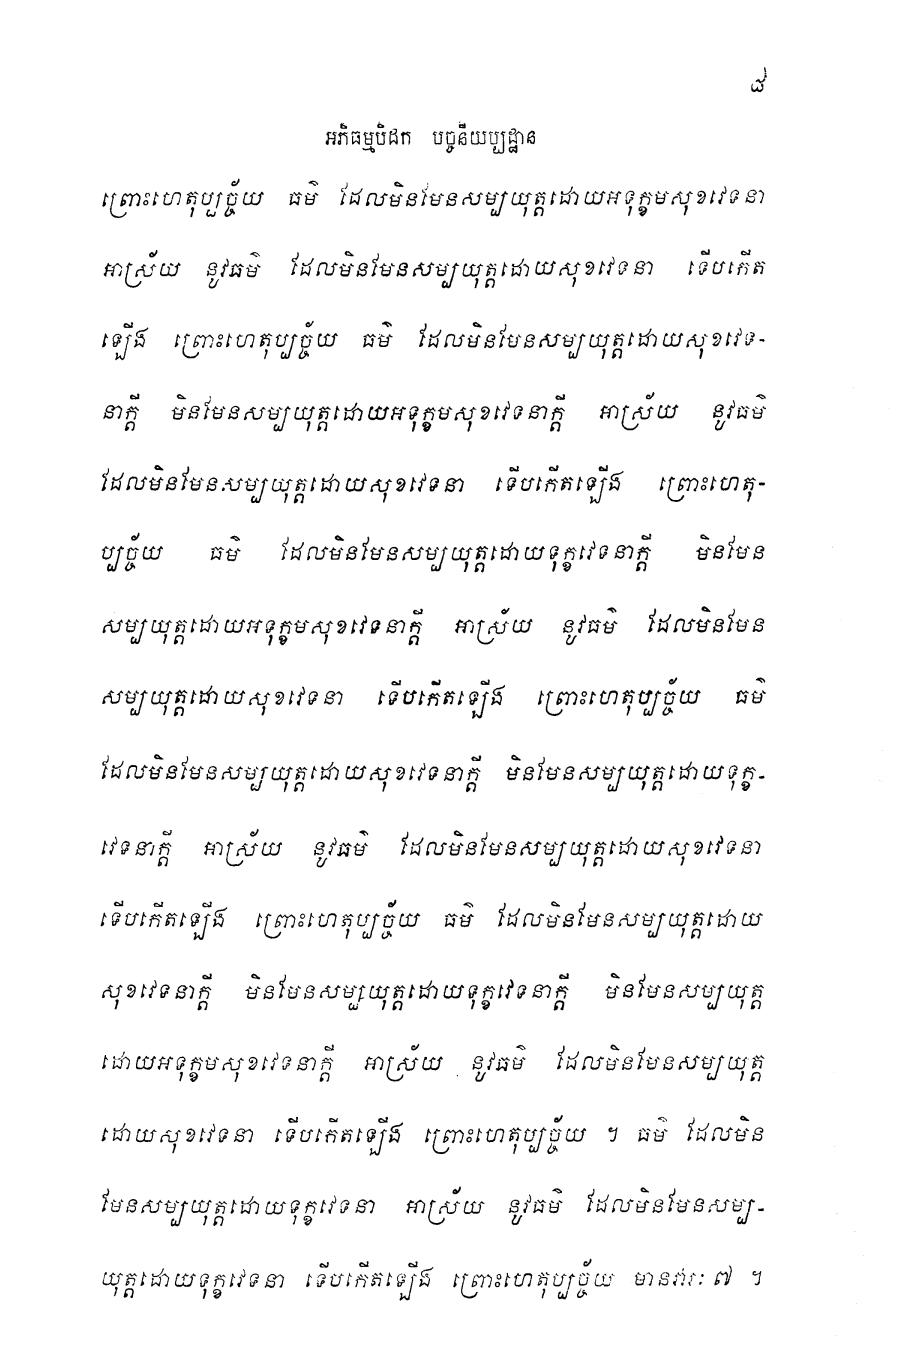 ៨
អភិធម្មបិដក បច្ចនីយប្បដ្ឋាន
ព្រោះហេតុប្បច្ច័យ ធម៌ ដែលមិនមែនសម្បយុត្តដោយអទុក្ខមសុខវេទនា
អាស្រ័យ នូវធម៌ ដែលមិនមែនសម្បយុត្តដោយសុខវេទនា ទើបកើត
ឡើង ព្រោះហេតុប្បច្ច័យ ធម៌ ដែលមិនមែនសម្បយុត្តដោយសុខវេទ-
នាក្តី មិនមែនសម្បយុត្តដោយអទុក្ខមសុខវេទនាក្តី អាស្រ័យ នូវធម៌
ដែលមិនមែនសម្បយុត្តដោយសុខវេទនា ទើបកើតឡើង ព្រោះហេតុ-
ប្បច្ច័យ ធម៌ ដែលមិនមែនសម្បយុត្តដោយទុក្ខវេទនាក្តី មិនមែន
សម្បយុត្តដោយអទុក្ខមសុខវេទនាក្តី អាស្រ័យ នូវធម៌ ដែលមិនមែន
សម្បយុត្តដោយសុខវេទនា ទើបកើតឡើង ព្រោះហេតុប្បច្ច័យ ធម៌
ដែលមិនមែនសម្បយុត្តដោយសុខវេទនាក្តី មិនមែនសម្បយុត្តដោយទុក្ខ-
វេទនាក្តី អាស្រ័យ នូវធម៌ ដែលមិនមែនសម្បយុត្តដោយសុខវេទនា
ទើបកើតឡើង ព្រោះហេតុប្បច្ច័យ ធម៌ ដែលមិនមែនសម្បយុត្តដោយ
សុខវេទនាក្តី មិនមែនសម្បយុត្តដោយទុក្ខវេទនាក្តី មិនមែនសម្បយុត្ត
ដោយអទុក្ខមសុខវេទនាក្តី អាស្រ័យ នូវធម៌ ដែលមិនមែនសម្បយុត្ត
ដោយសុខវេទនា ទើបកើតឡើង ព្រោះហេតុប្បច្ច័យ ។ ធម៌ ដែលមិន
មែនសម្បយុត្តដោយទុក្ខវេទនា អាស្រ័យ នូវធម៌ ដែលមិនមែនសម្ប-
យុត្តដោយទុក្ខវេទនា ទើបកើតឡើង ព្រោះហេតុប្បច្ច័យ មានវារៈ ៧ ។